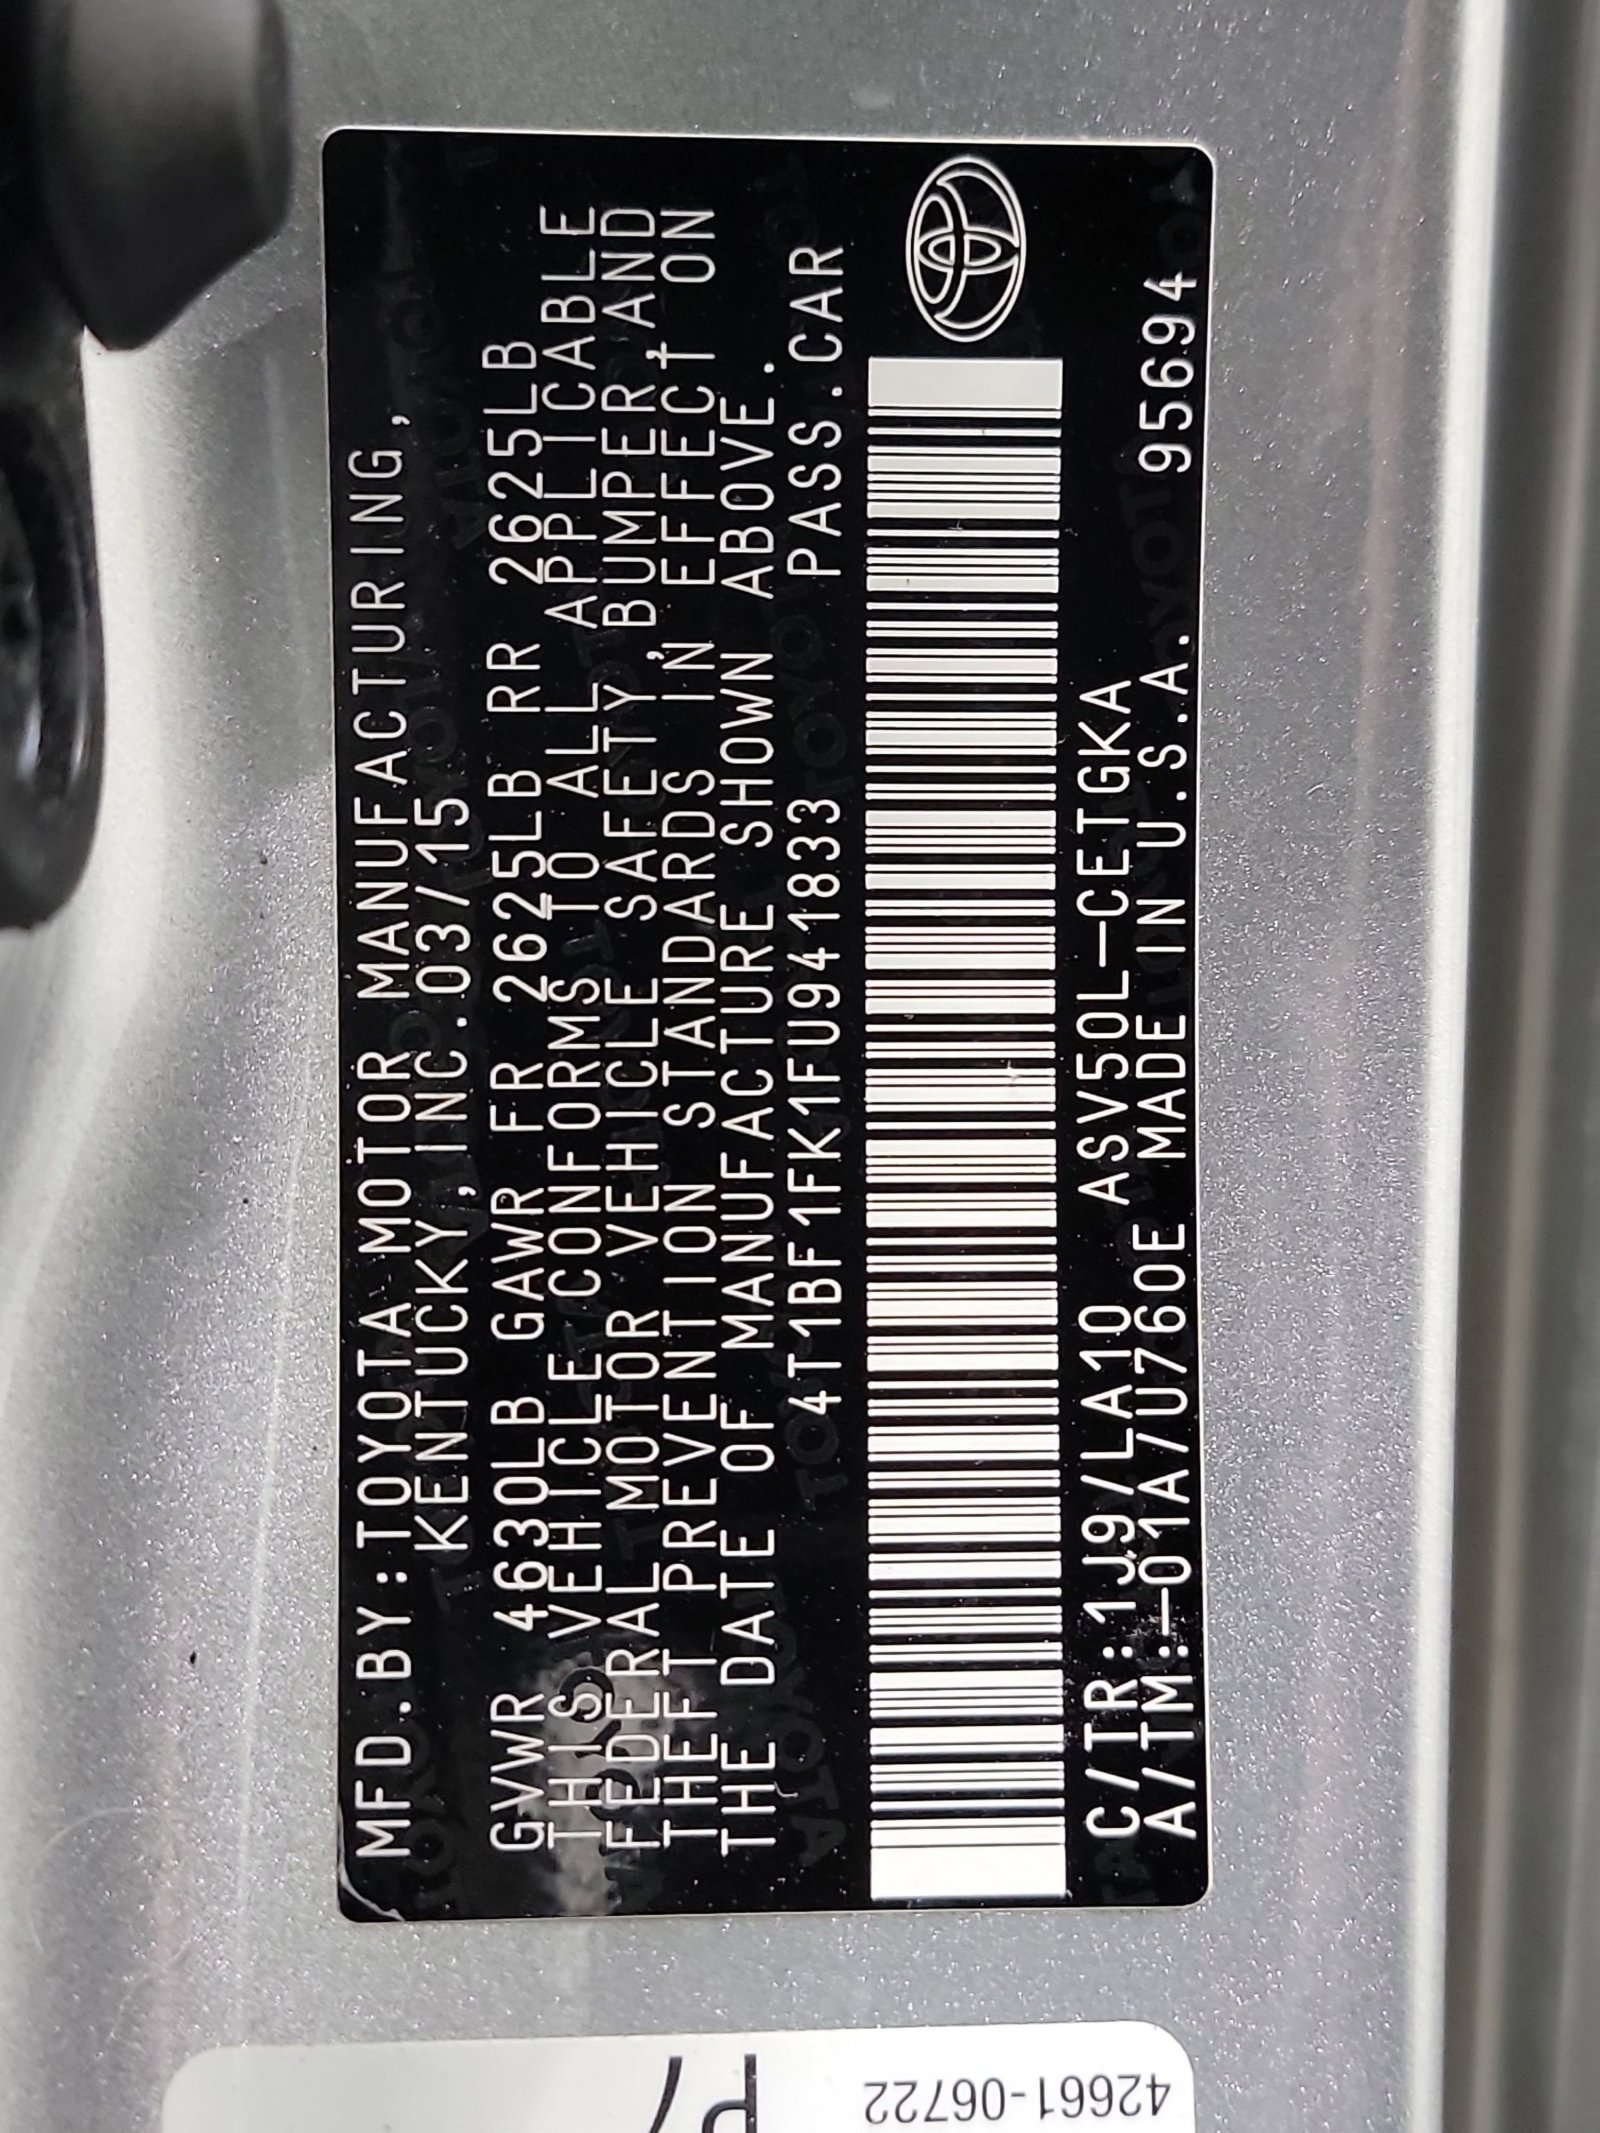 MFD.BY:TOYOTA MOTOR MANUFACTURING,
KENTUCKY, INC.03/15
GVWR 4630LB GAWR FR 2625LB RR 2625LB
THIS VEHICLE CONFORMS TO ALL APPLICABLE
FEDERAL MOTOR VEHICLE SAFETY,BUMPER,AND
THEFT PREVENTION STANDARDS IN EFFECT ON
THE DATE OF MANUFACTURE SHOWN ABOVE.
4T1BF1FK1FU941833 PASS.CAR
C/TR:1J9/LA10 ASV50L-CETGKA
A/TM:-01A/U760E MADE IN U.S.A. 95694
42661-06722